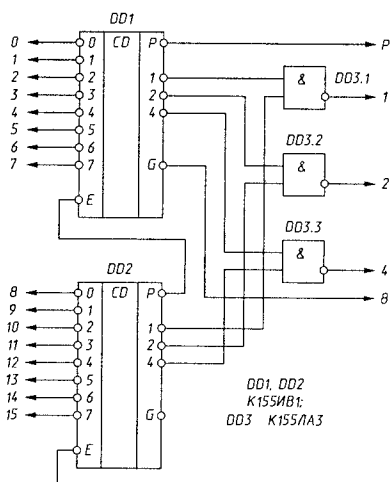 DD1
0 0 CD P P
1 1 1 & DD3.1
2 2 2 1
3 3
4 4 4
5 5 & DD3.2
6 6
7 7 G 2
E
& DD3.3
DD2
8 0 CD P 4
9 1 8
10 2 1
11 3 2
12 4 4
13 5
14 6
15 7 G
E
DD1, DD2
К155ИВ1;
DD3 К155ЛА3